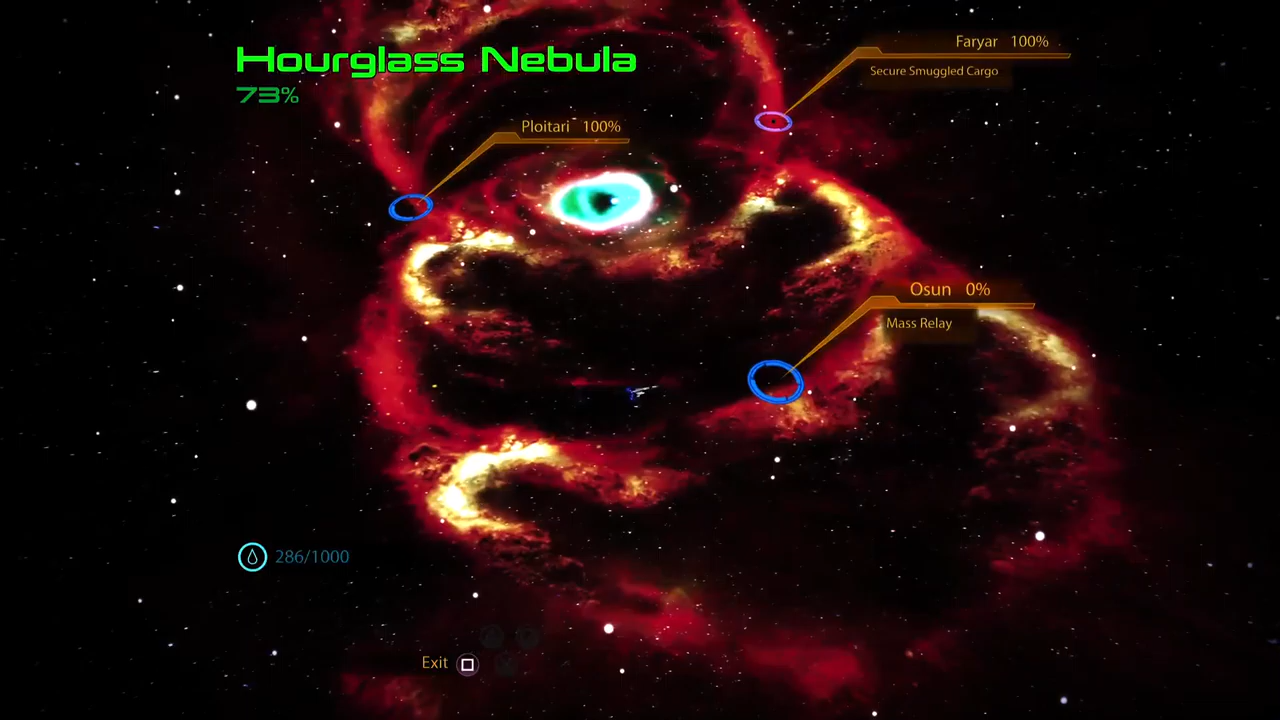 Hourglass Nebula
73%
Faryar 100%
Secure Smuggled Cargo
Ploitari 100%
Osun 0%
Mass Relay
286/1000
Exit